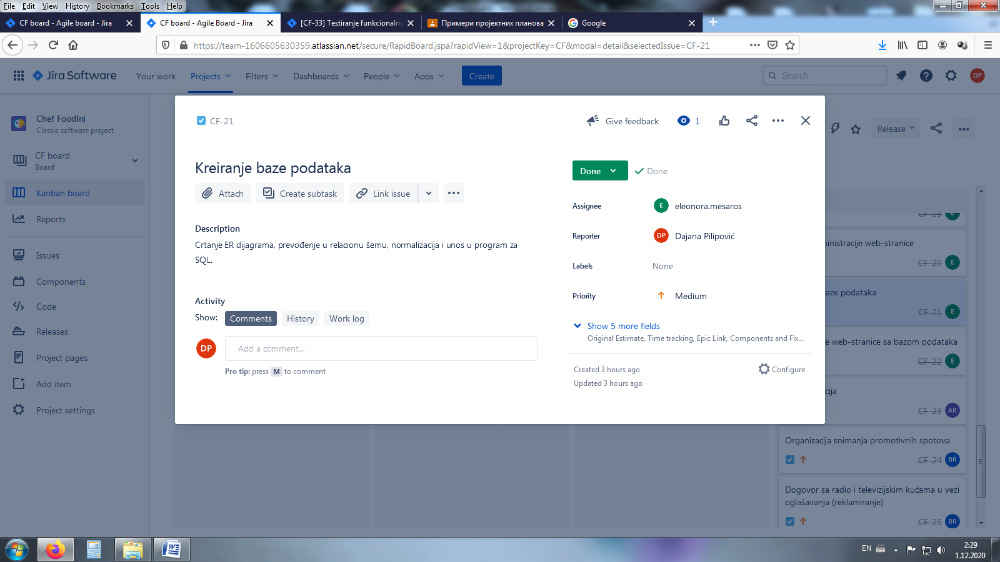 File Edit View History Bookmarks Tools Help
CF board - Agile board - Jira
CF board - Agile Board - Jira
[CF-33] Testiranje funkcionalno
Примери пројектних планова
Google
https://team-1606605630359.atlassian.net/secure/RapidBoard.jspa?rapidView=1&projectKey=CF&modal=detail&selectedIssue=CF-21
Jira Software
Your work
Projects
Filters
Dashboards
People
Apps
Create
Search
DP
Chef Foodini
Classic software project
CF board
Board
Kanban board
Reports
Issues
Components
Code
Releases
Project pages
Add item
Project settings
Release
CF-21
Give feedback
1
Kreiranje baze podataka
Attach
Create subtask
Link issue
Description
Crtanje ER dijagrama, prevođenje u relacionu šemu, normalizacija i unos u program za
SQL.
Activity
Show:
Comments
History
Work log
DP
Add a comment...
Pro tip: press M to comment
Done
Done
Assignee
E
eleonora.mesaros
Reporter
DP
Dajana Pilipović
Labels
None
Priority
Medium
Show 5 more fields
Original Estimate, Time tracking, Epic Link, Components and Fix...
Created 3 hours ago
Updated 3 hours ago
Configure
CF-19
E
ministracije web-stranice
CF-20
E
baze podataka
CF-21
E
e web-stranice sa bazom podataka
CF-22
E
cija
CF-23
AR
Organizacija snimanja promotivnih spotova
CF-24
BR
Dogovor sa radio i televizijskim kućama u vezi
oglašavanja (reklamiranje)
CF-25
BR
EN
2:29
1.12.2020